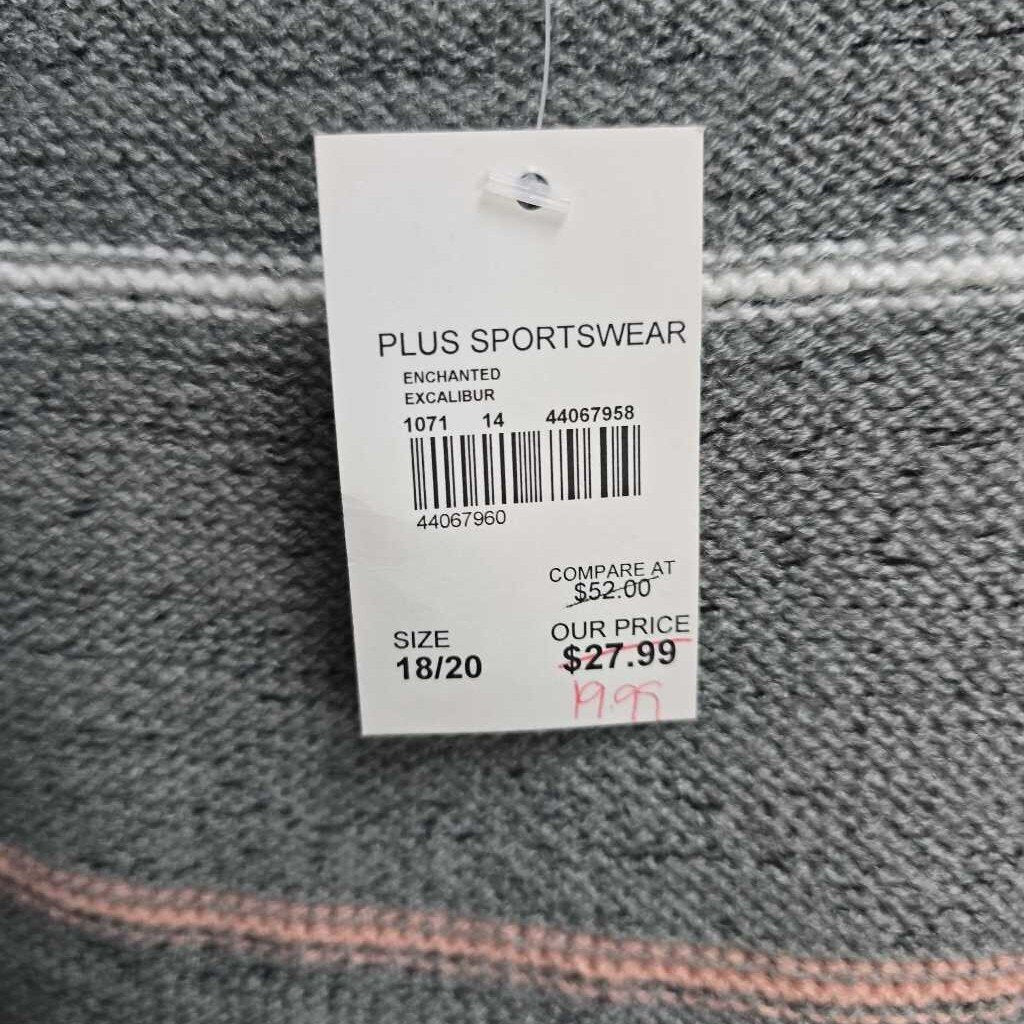 PLUS SPORTSWEAR
ENCHANTED
EXCALIBUR
1071 14 44067958
44067960
COMPARE AT
$52.00
SIZE OUR PRICE
18/20 $27.99
19.99